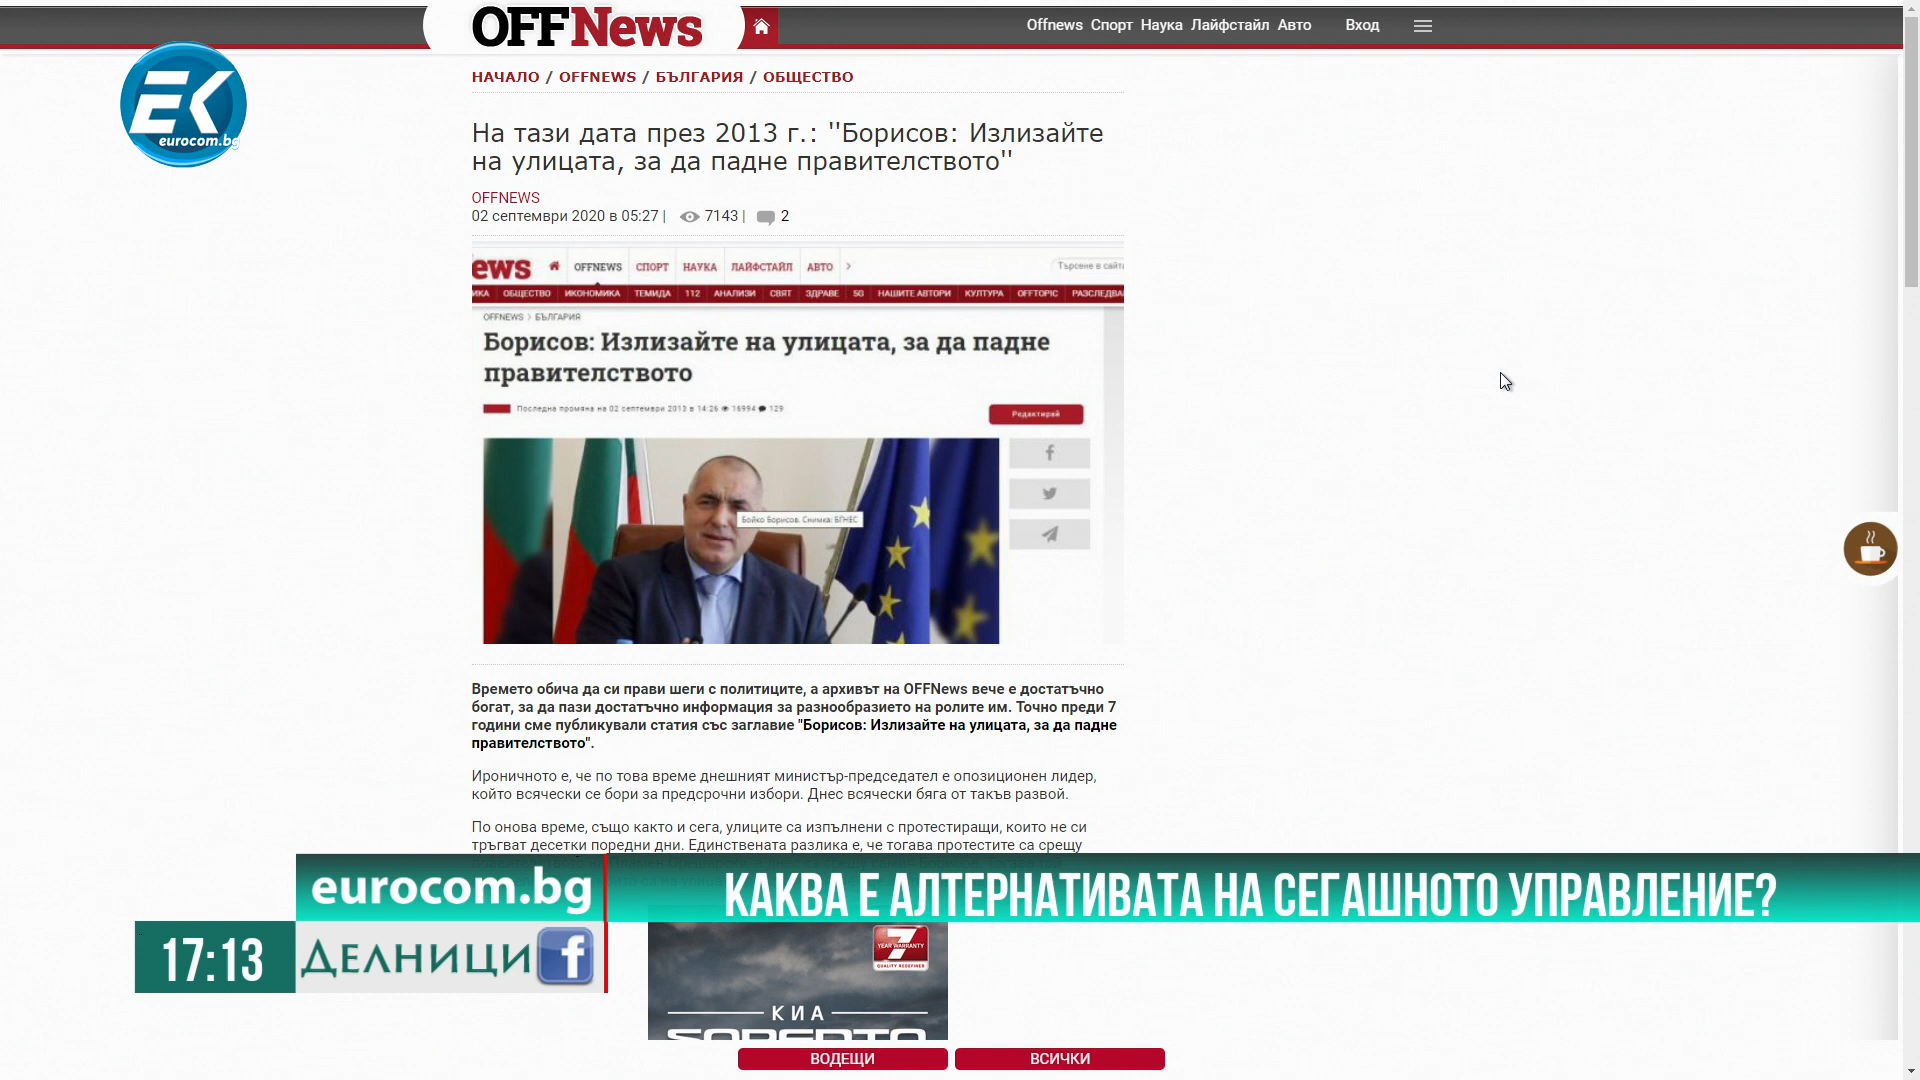 OFFNews
Offnews Спорт Наука Лайфстайл Авто Вход
EK
eurocom.bg
НАЧАЛО / OFFNEWS / БЪЛГАРИЯ / ОБЩЕСТВО
На тази дата през 2013 г.: "Борисов: Излизайте
на улицата, за да падне правителството"
OFFNEWS
02 септември 2020 в 05:27 | 7143 | 2
ews OFFNEWS СПОРТ НАУКА ЛАЙФСТАЙЛ АВТО Търсене в сайта
ИКА ОБЩЕСТВО ИКОНОМИКА ТЕМИДА 112 АНАЛИЗИ СВЯТ ЗДРАВЕ 5G НАШИТЕ АВТОРИ КУЛТУРА OFFTOPIC РАЗСЛЕДВА
OFFNEWS > БЪЛГАРИЯ
Борисов: Излизайте на улицата, за да падне
правителството
Последна промяна на 02 септември 2013 в 14:26 16994 129
Редактирай
Бойко Борисов. Снимка: БГНЕС
Времето обича да си прави шеги с политиците, а архивът на OFFNews вече е достатъчно
богат, за да пази достатъчно информация за разнообразието на ролите им. Точно преди 7
години сме публикували статия със заглавие "Борисов: Излизайте на улицата, за да падне
правителството".
Ироничното е, че по това време днешният министър-председател е опозиционен лидер,
който всячески се бори за предсрочни избори. Днес всячески бяга от такъв развой.
По онова време, също както и сега, улиците са изпълнени с протестиращи, които не си
тръгват десетки поредни дни. Единствената разлика е, че тогава протестите са срещу
eurocom.bg
КАКВА Е АЛТЕРНАТИВАТА НА СЕГАШНОТО УПРАВЛЕНИЕ?
17:13
ДЕЛНИЦИ f
7
YEAR WARRANTY
QUALITY REDEFINED
КИА
SORENTO
ВОДЕЩИ ВСИЧКИ